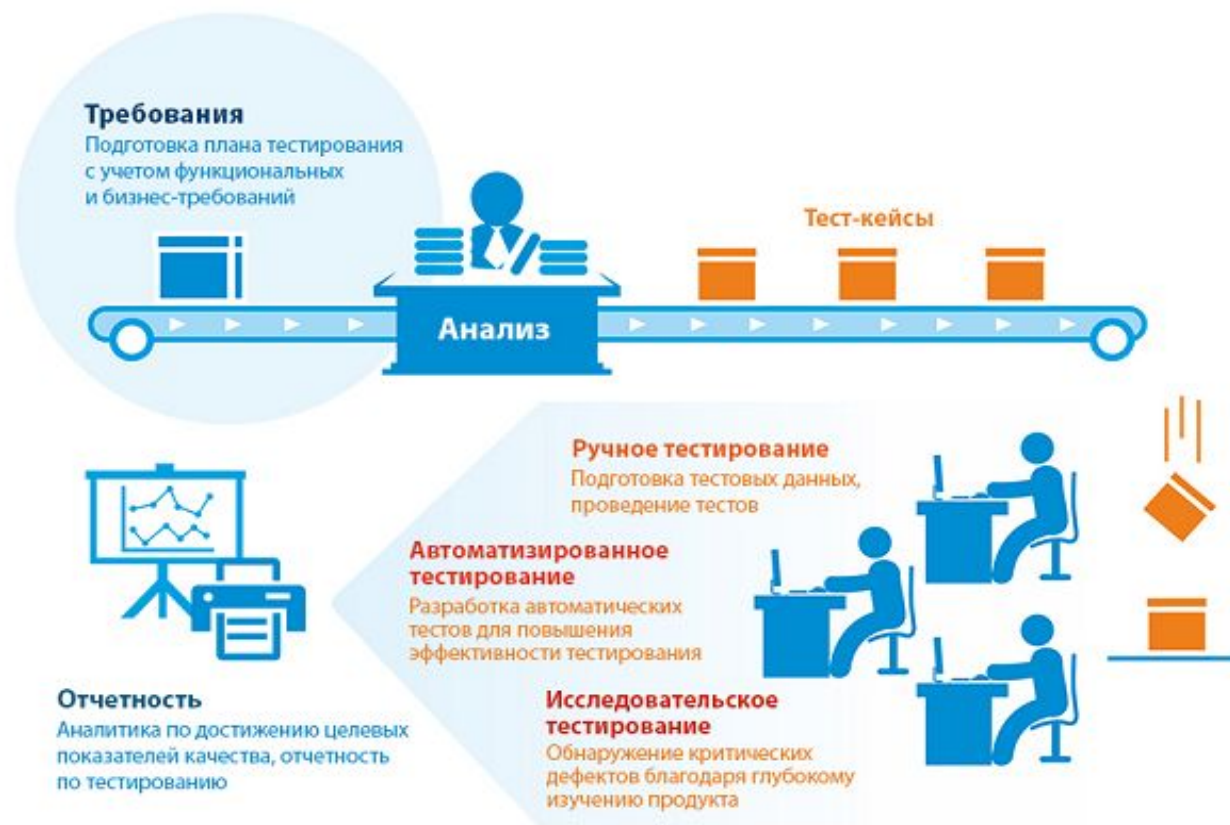 Требования
Подготовка плана тестирования
с учетом функциональных
и бизнес-требований
Анализ
Тест-кейсы
Ручное тестирование
Подготовка тестовых данных,
проведение тестов
Автоматизированное
тестирование
Разработка автоматических
тестов для повышения
эффективности тестирования
Исследовательское
тестирование
Обнаружение критических
дефектов благодаря глубокому
изучению продукта
Отчетность
Аналитика по достижению целевых
показателей качества, отчетность
по тестированию